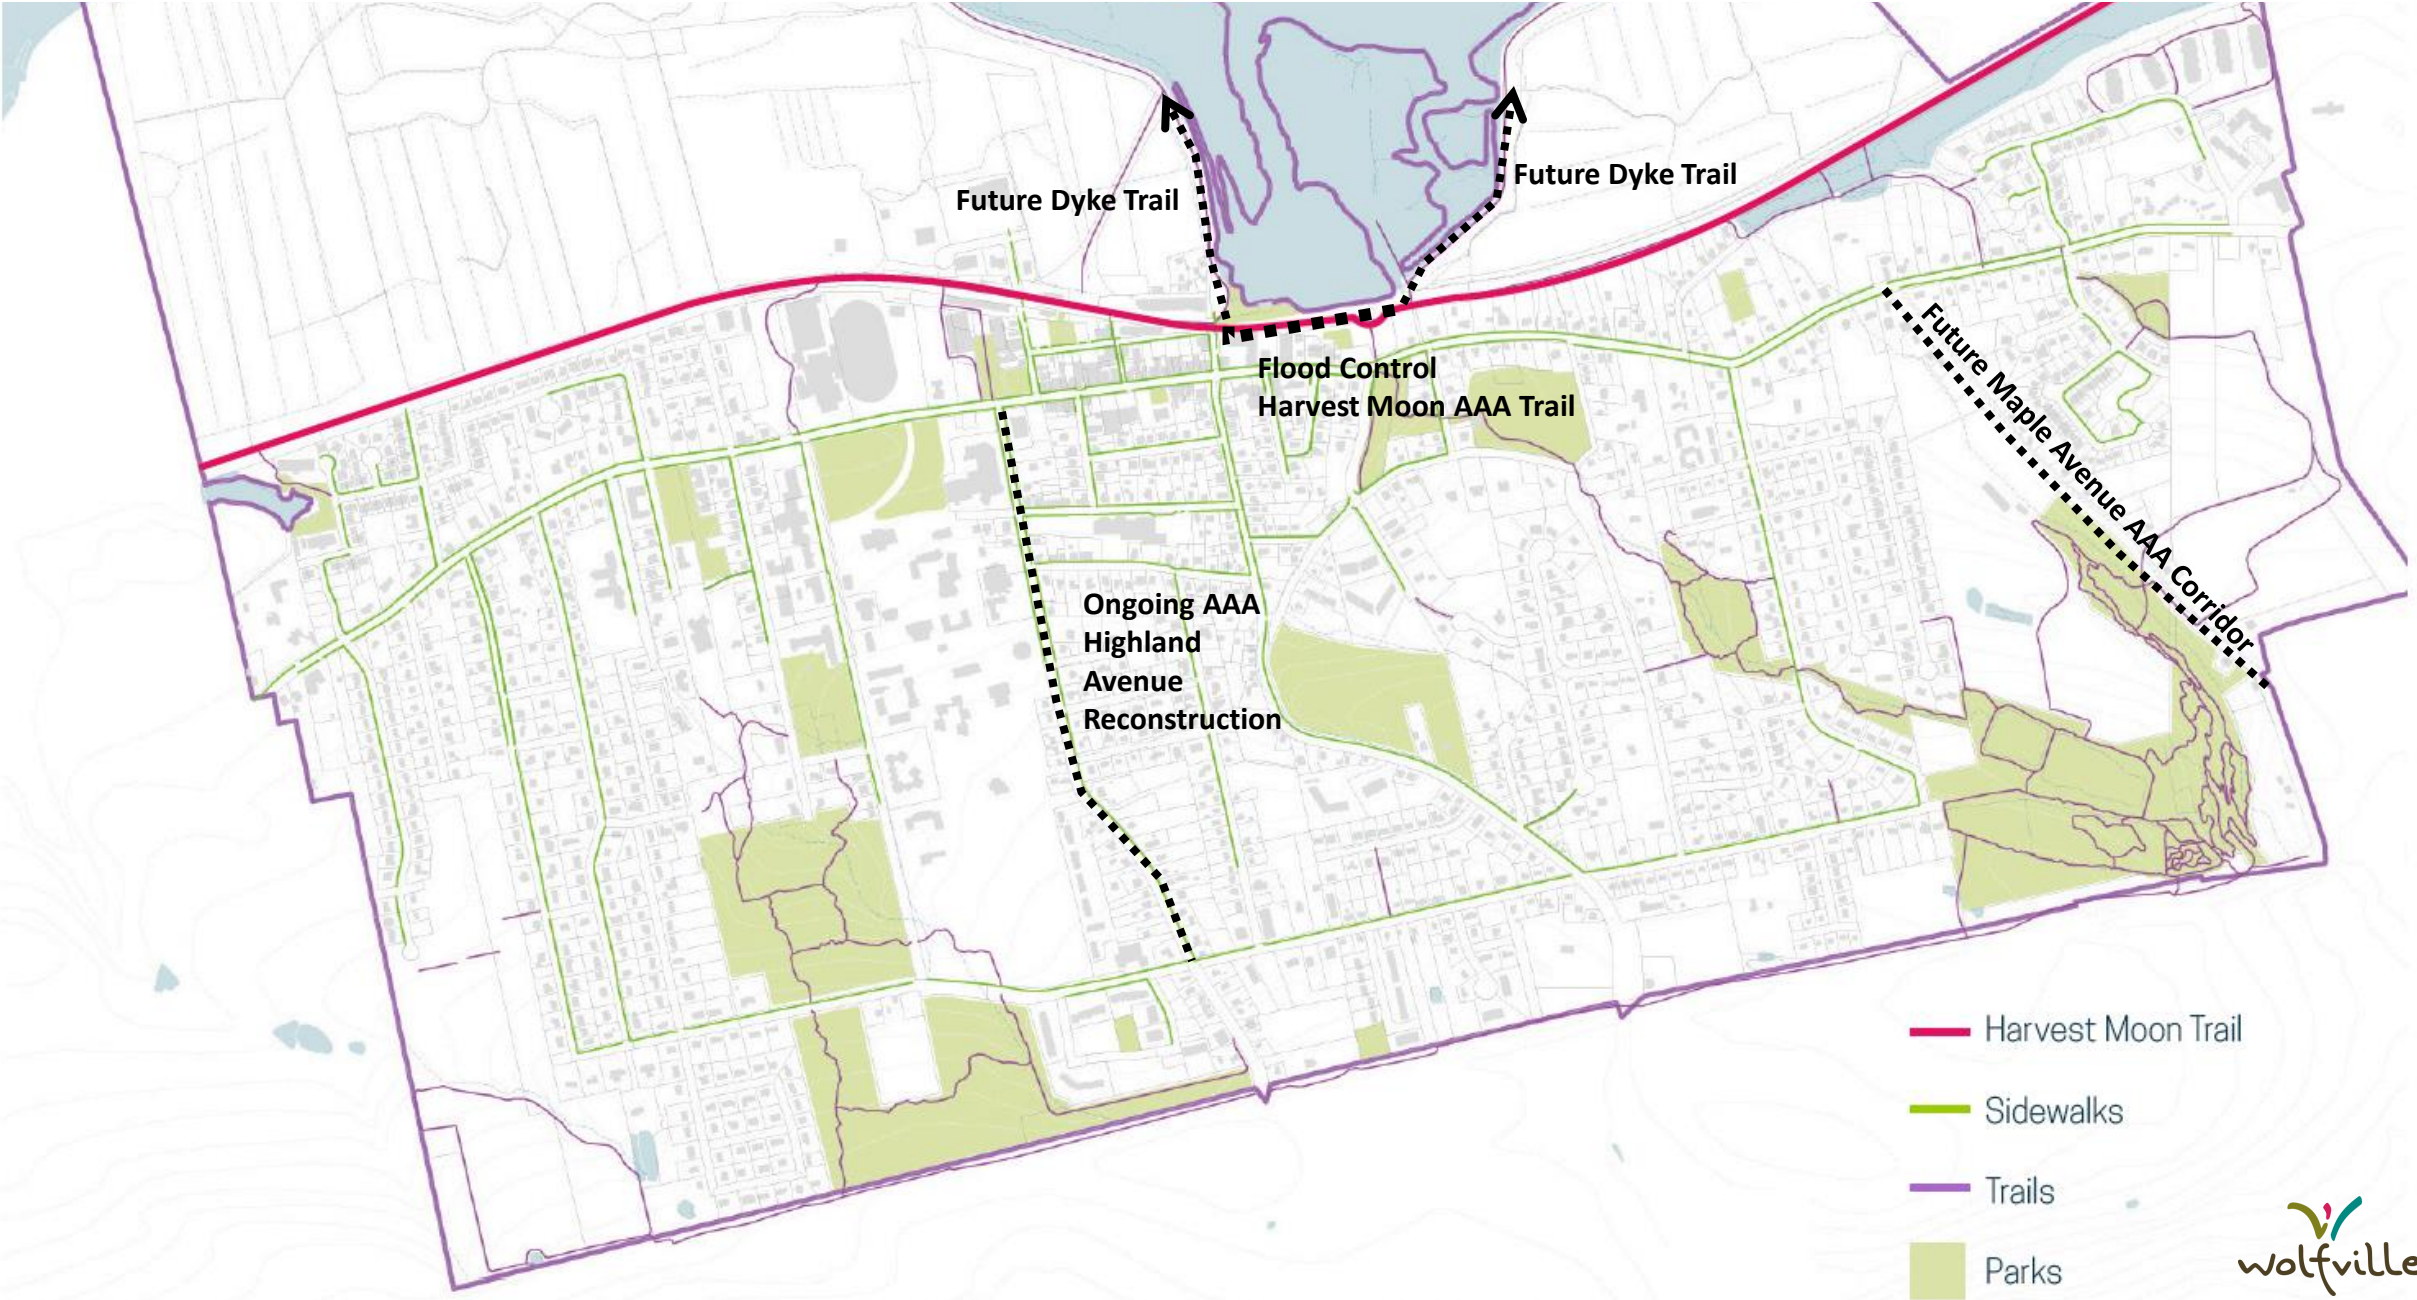 Future Dyke Trail
Future Dyke Trail
Flood Control
Harvest Moon AAA Trail
Future Maple Avenue AAA Corridor
Ongoing AAA
Highland
Avenue
Reconstruction
Harvest Moon Trail
Sidewalks
Trails
Parks
wolfville